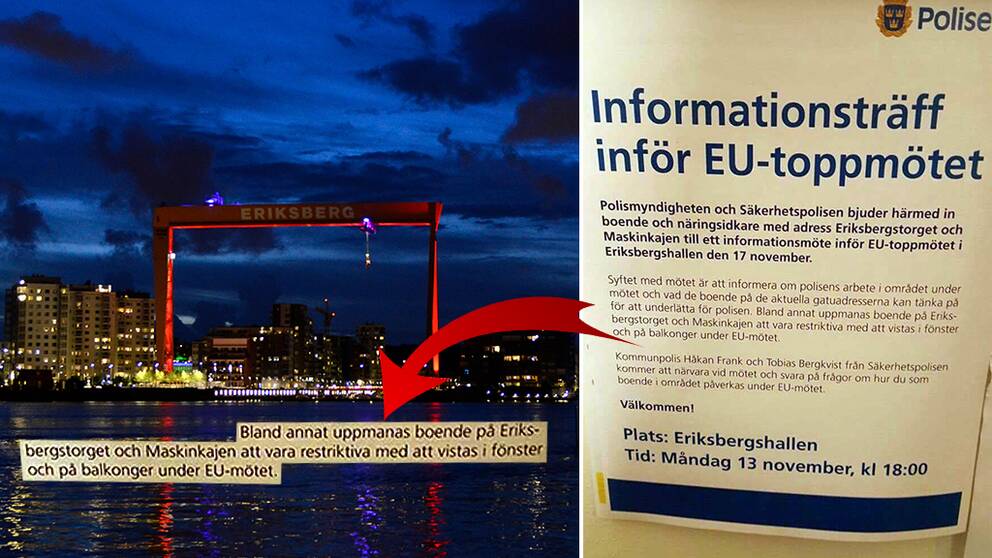 ERIKSBERG
Bland annat uppmanas boende på Eriks-
bergstorget och Maskinkajen att vara restriktiva med att vistas i fönster
och på balkonger under EU-mötet.
Polise
Informationsträff
inför EU-toppmötet
Polismyndigheten och Säkerhetspolisen bjuder härmed in
boende och näringsidkare med adress Eriksbergstorget och
Maskinkajen till ett informationsmöte inför EU-toppmötet i
Eriksbergshallen den 17 november.
Syftet med mötet är att informera om polisens arbete i området under
mötet och vad de boende på de aktuella gatuadresserna kan tänka på
för att underlätta för polisen. Bland annat uppmanas boende på Eriks-
bergstorget och Maskinkajen att vara restriktiva med att vistas i fönster
och på balkonger under EU-mötet.
Kommunpolis Håkan Frank och Tobias Bergkvist från Säkerhetspolisen
kommer att närvara vid mötet och svara på frågor om hur du som
boende i området påverkas under EU-mötet.
Välkommen!
Plats: Eriksbergshallen
Tid: Måndag 13 november, kl 18:00